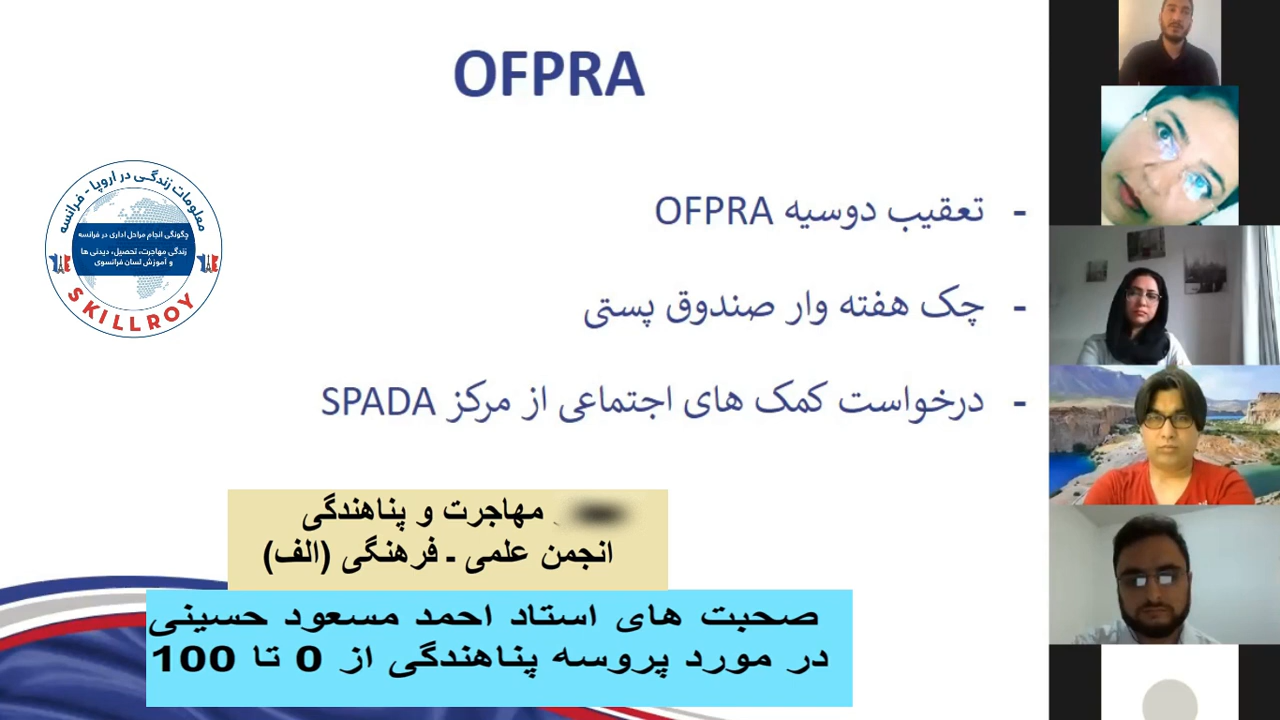 OFPRA
معلومات زندگی در اروپا - فرانسه
چگونگی انجام مراحل اداری در فرانسه
زندگی مهاجرت، تحصیل، دیدنی ها
و آموزش لسان فرانسوی
SKILLROY
- تعقیب دوسیه OFPRA
- چک هفته وار صندوق پستی
- درخواست کمک های اجتماعی از مرکز SPADA
مهاجرت و پناهندگی
انجمن علمی - فرهنگی (الف)
صحبت های استاد احمد مسعود حسینی
در مورد پروسه پناهندگی از 0 تا 100